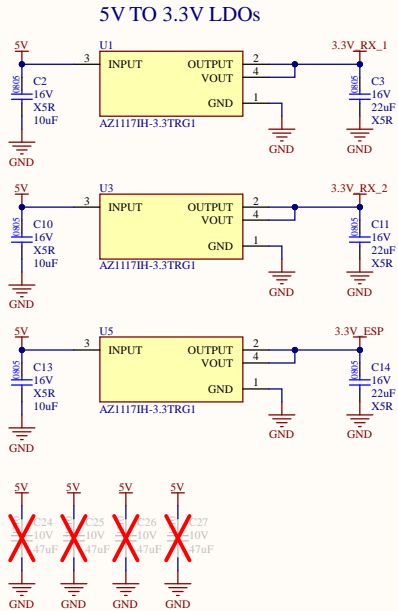 5V TO 3.3V LDOs
5V
U1
3.3V_RX_1
3
INPUT
OUTPUT
2
VOUT
4
GND
1
0805
C2
16V
X5R
10uF
AZ1117IH-3.3TRG1
0805
C3
16V
22uF
X5R
GND
GND
GND
5V
U3
3.3V_RX_2
3
INPUT
OUTPUT
2
VOUT
4
GND
1
0805
C10
16V
X5R
10uF
AZ1117IH-3.3TRG1
0805
C11
16V
22uF
X5R
GND
GND
GND
5V
U5
3.3V_ESP
3
INPUT
OUTPUT
2
VOUT
4
GND
1
0805
C13
16V
X5R
10uF
AZ1117IH-3.3TRG1
0805
C14
16V
22uF
X5R
GND
GND
GND
5V
5V
5V
5V
C24
C25
C26
C27
10V
10V
10V
10V
47uF
47uF
47uF
47uF
GND
GND
GND
GND